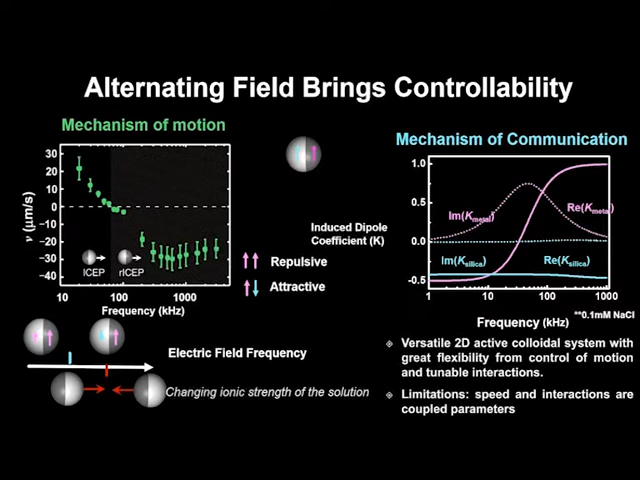 Alternating Field Brings Controllability
Mechanism of motion
30
20
10
0
−10
−20
−30
−40
ν (μm/s)
ICEP
rICEP
10
100
1000
Frequency (kHz)
Induced Dipole
Coefficient (K)
Repulsive
Attractive
Mechanism of Communication
1.0
0.5
0.0
-0.5
Im(Kmetal)
Re(Kmetal)
Im(Ksilica)
Re(Ksilica)
1
10
100
1000
Frequency (kHz)
**0.1mM NaCl
Electric Field Frequency
Changing ionic strength of the solution
Versatile 2D active colloidal system with
great flexibility from control of motion
and tunable interactions.
Limitations: speed and interactions are
coupled parameters